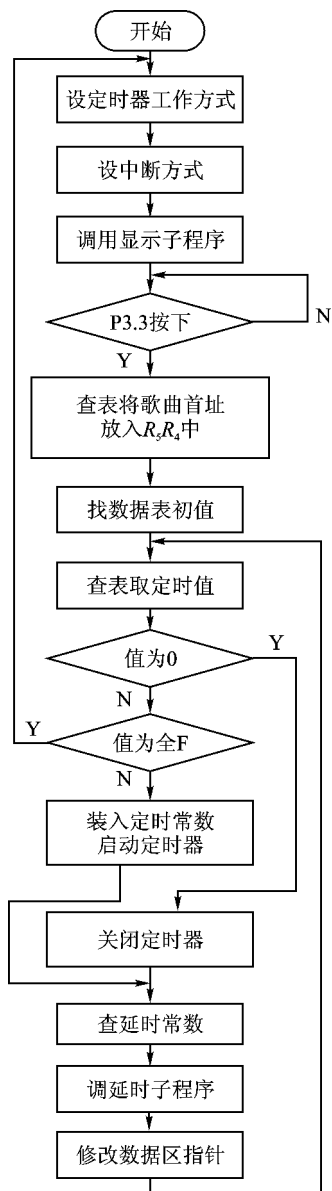 开始
设定时器工作方式
设中断方式
调用显示子程序
P3.3按下
N
Y
查表将歌曲首址
放入R₅R₄中
找数据表初值
查表取定时值
值为0
Y
N
值为全F
Y
N
装入定时常数
启动定时器
关闭定时器
查延时常数
调延时子程序
修改数据区指针